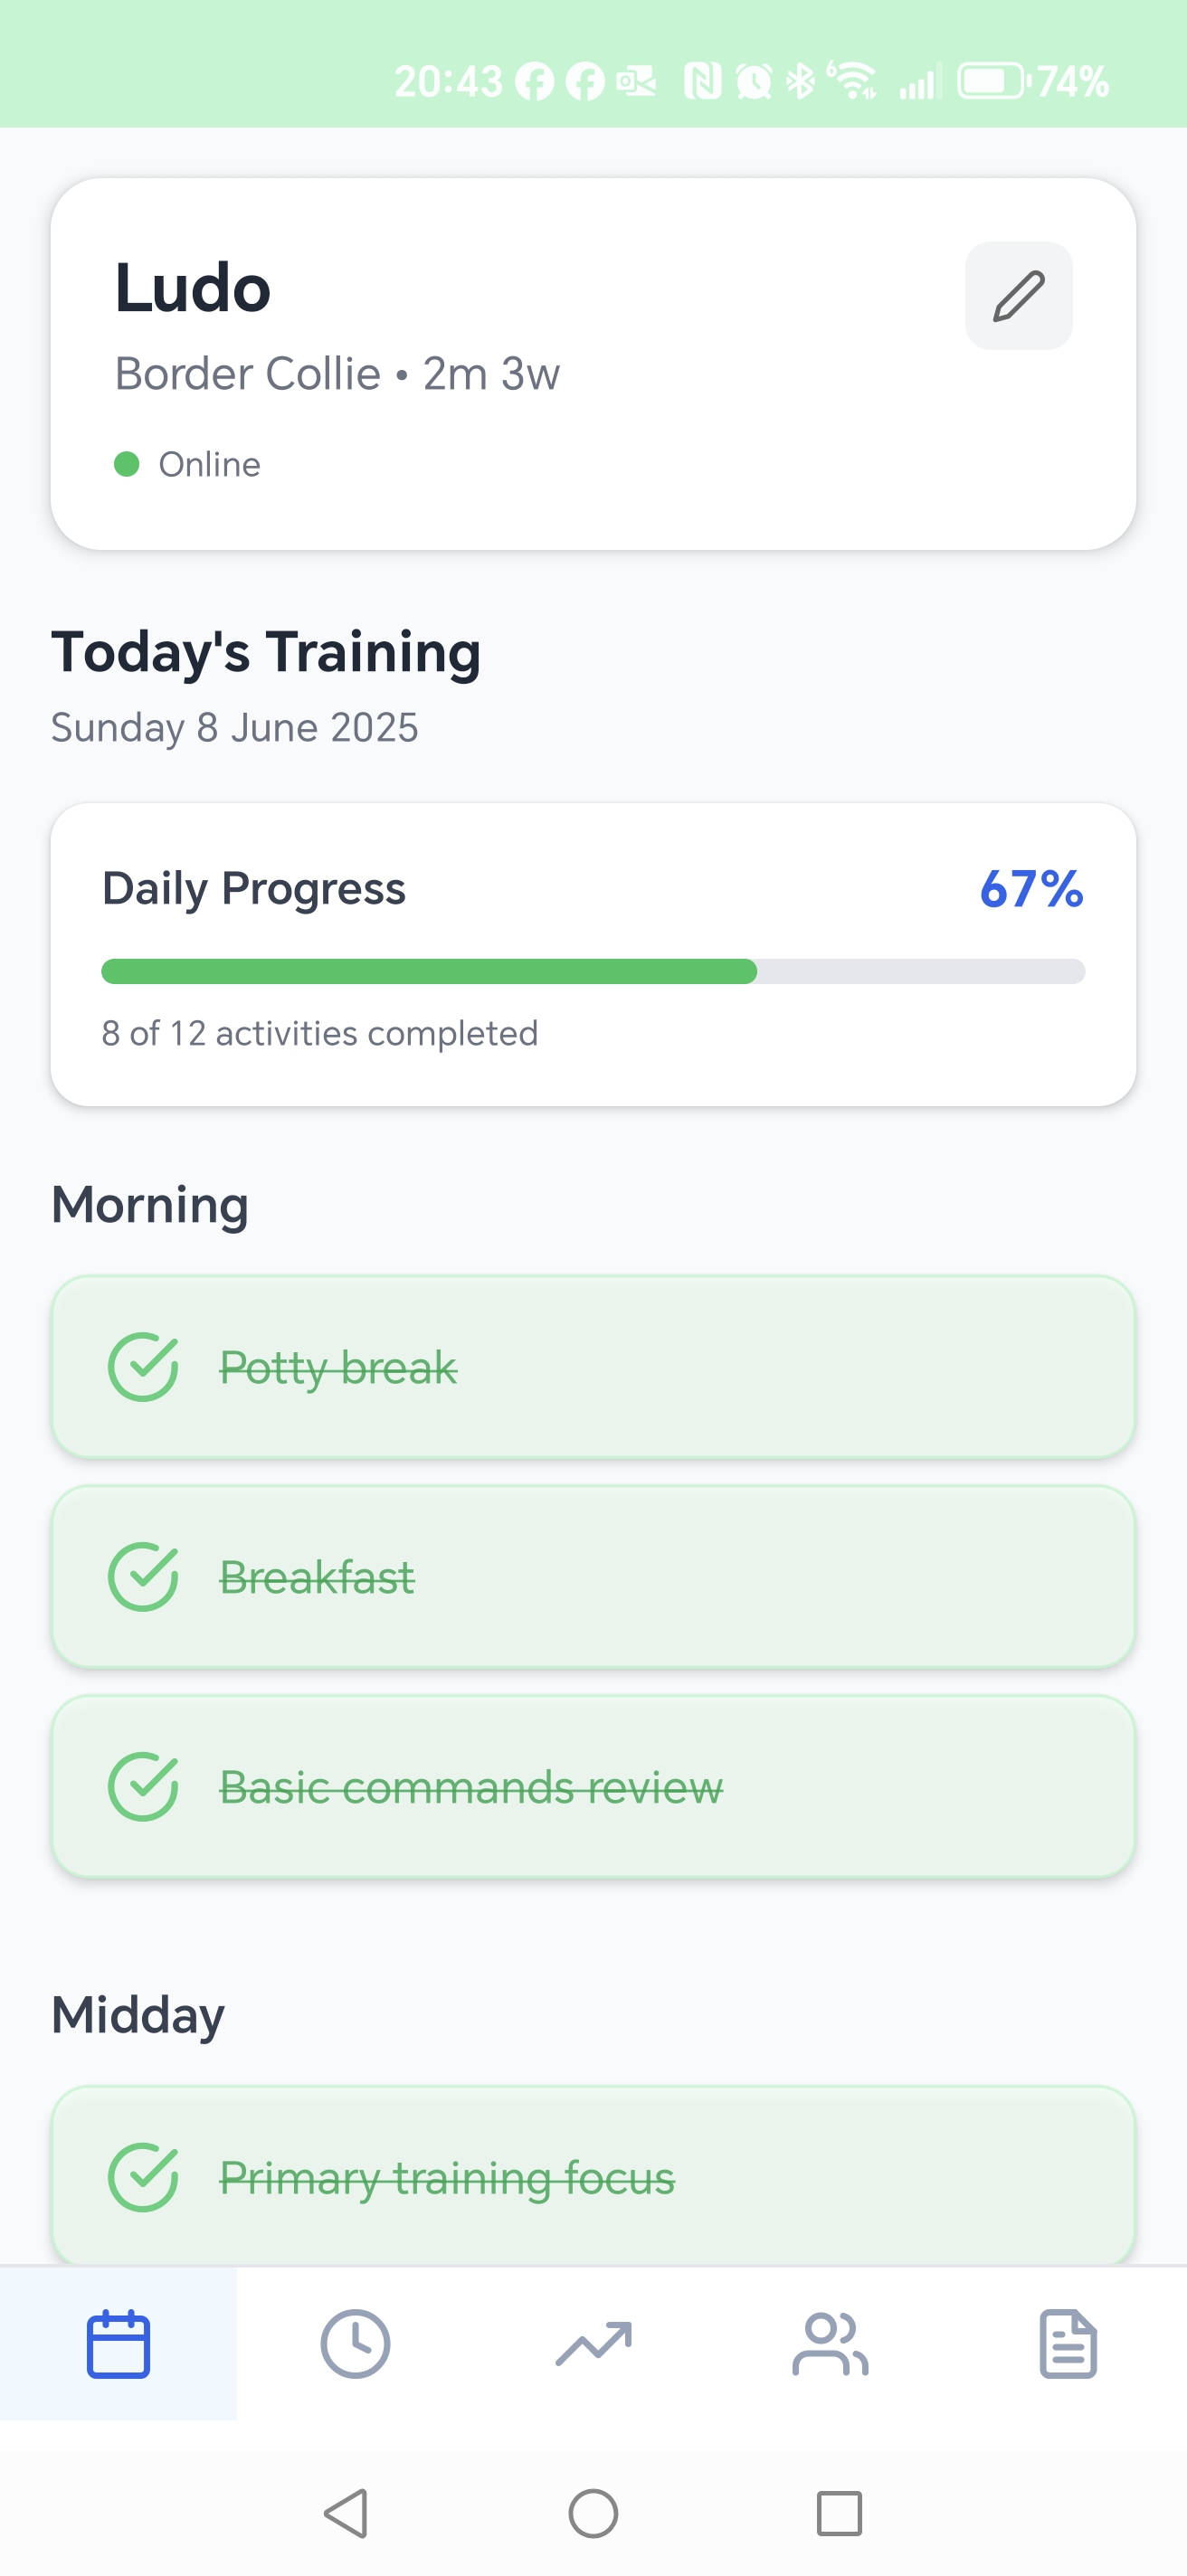 20:43
6
74%
Ludo
Border Collie • 2m 3w
Online
Today's Training
Sunday 8 June 2025
Daily Progress
67%
8 of 12 activities completed
Morning
Potty break
Breakfast
Basic commands review
Midday
Primary training focus